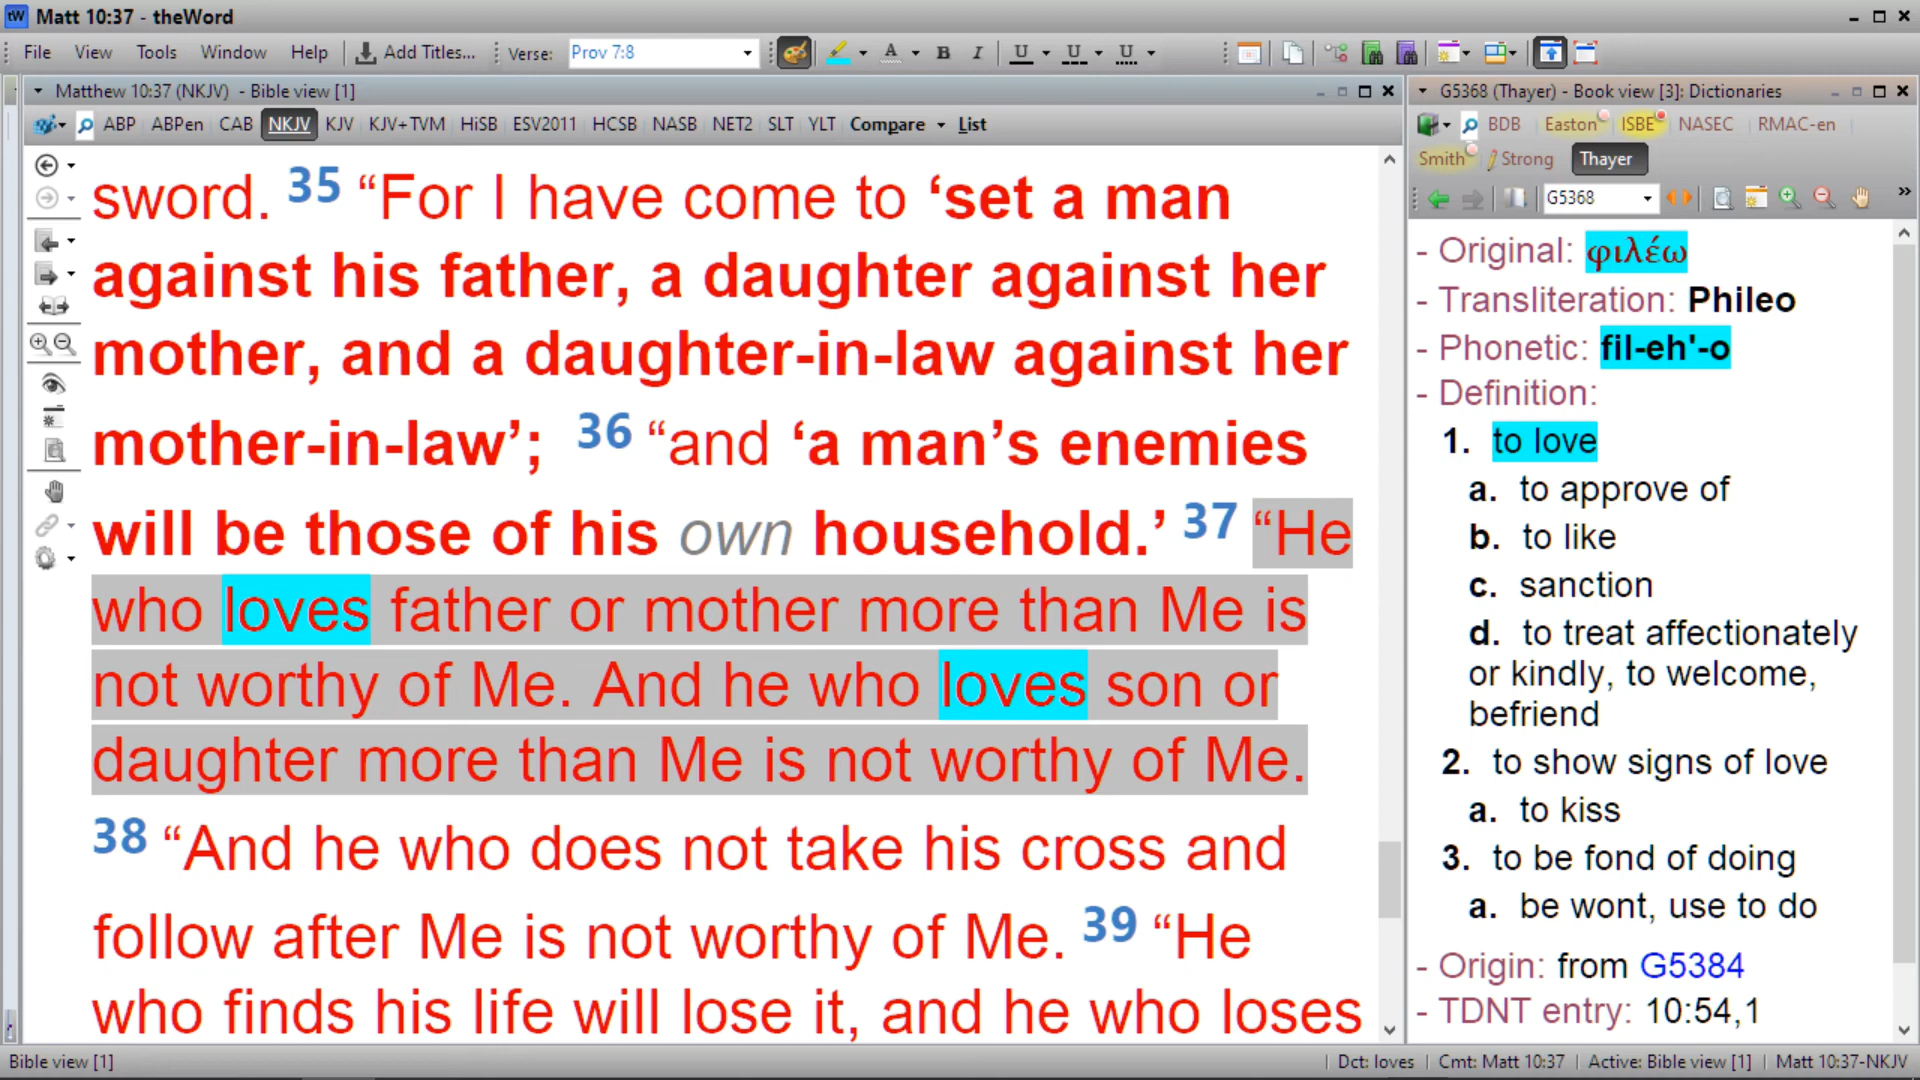 Matt 10:37 - theWord
File View Tools Window Help Add Titles... Verse: Prov 7:8 A B I U U U
Matthew 10:37 (NKJV) - Bible view [1]
ABP ABPen CAB NKJV KJV KJV+TVM HiSB ESV2011 HCSB NASB NET2 SLT YLT Compare List
sword. 35 “For I have come to ‘set a man
against his father, a daughter against her
mother, and a daughter-in-law against her
mother-in-law’; 36 “and ‘a man’s enemies
will be those of his own household.’ 37 “He
who loves father or mother more than Me is
not worthy of Me. And he who loves son or
daughter more than Me is not worthy of Me.
38 “And he who does not take his cross and
follow after Me is not worthy of Me. 39 “He
who finds his life will lose it, and he who loses
G5368 (Thayer) - Book view [3]: Dictionaries
BDB Easton ISBE NASEC RMAC-en
Smith Strong Thayer
G5368
- Original: φιλέω
- Transliteration: Phileo
- Phonetic: fil-eh'-o
- Definition:
1. to love
a. to approve of
b. to like
c. sanction
d. to treat affectionately
or kindly, to welcome,
befriend
2. to show signs of love
a. to kiss
3. to be fond of doing
a. be wont, use to do
- Origin: from G5384
- TDNT entry: 10:54,1
Bible view [1] Dct: loves Cmt: Matt 10:37 Active: Bible view [1] Matt 10:37-NKJV